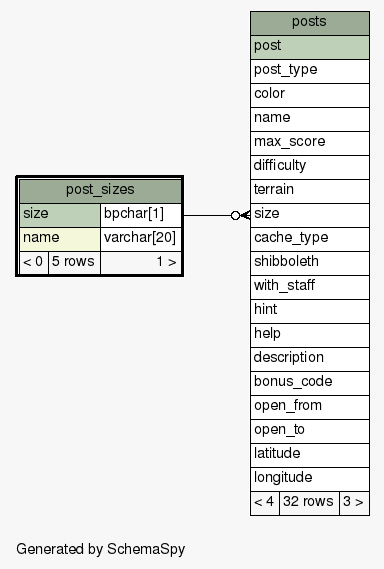 posts
post
post_type
color
name
max_score
difficulty
terrain
size
cache_type
shibboleth
with_staff
hint
help
description
bonus_code
open_from
open_to
latitude
longitude
< 4 32 rows 3 >
post_sizes
size bpchar[1]
name varchar[20]
< 0 5 rows 1 >
Generated by SchemaSpy